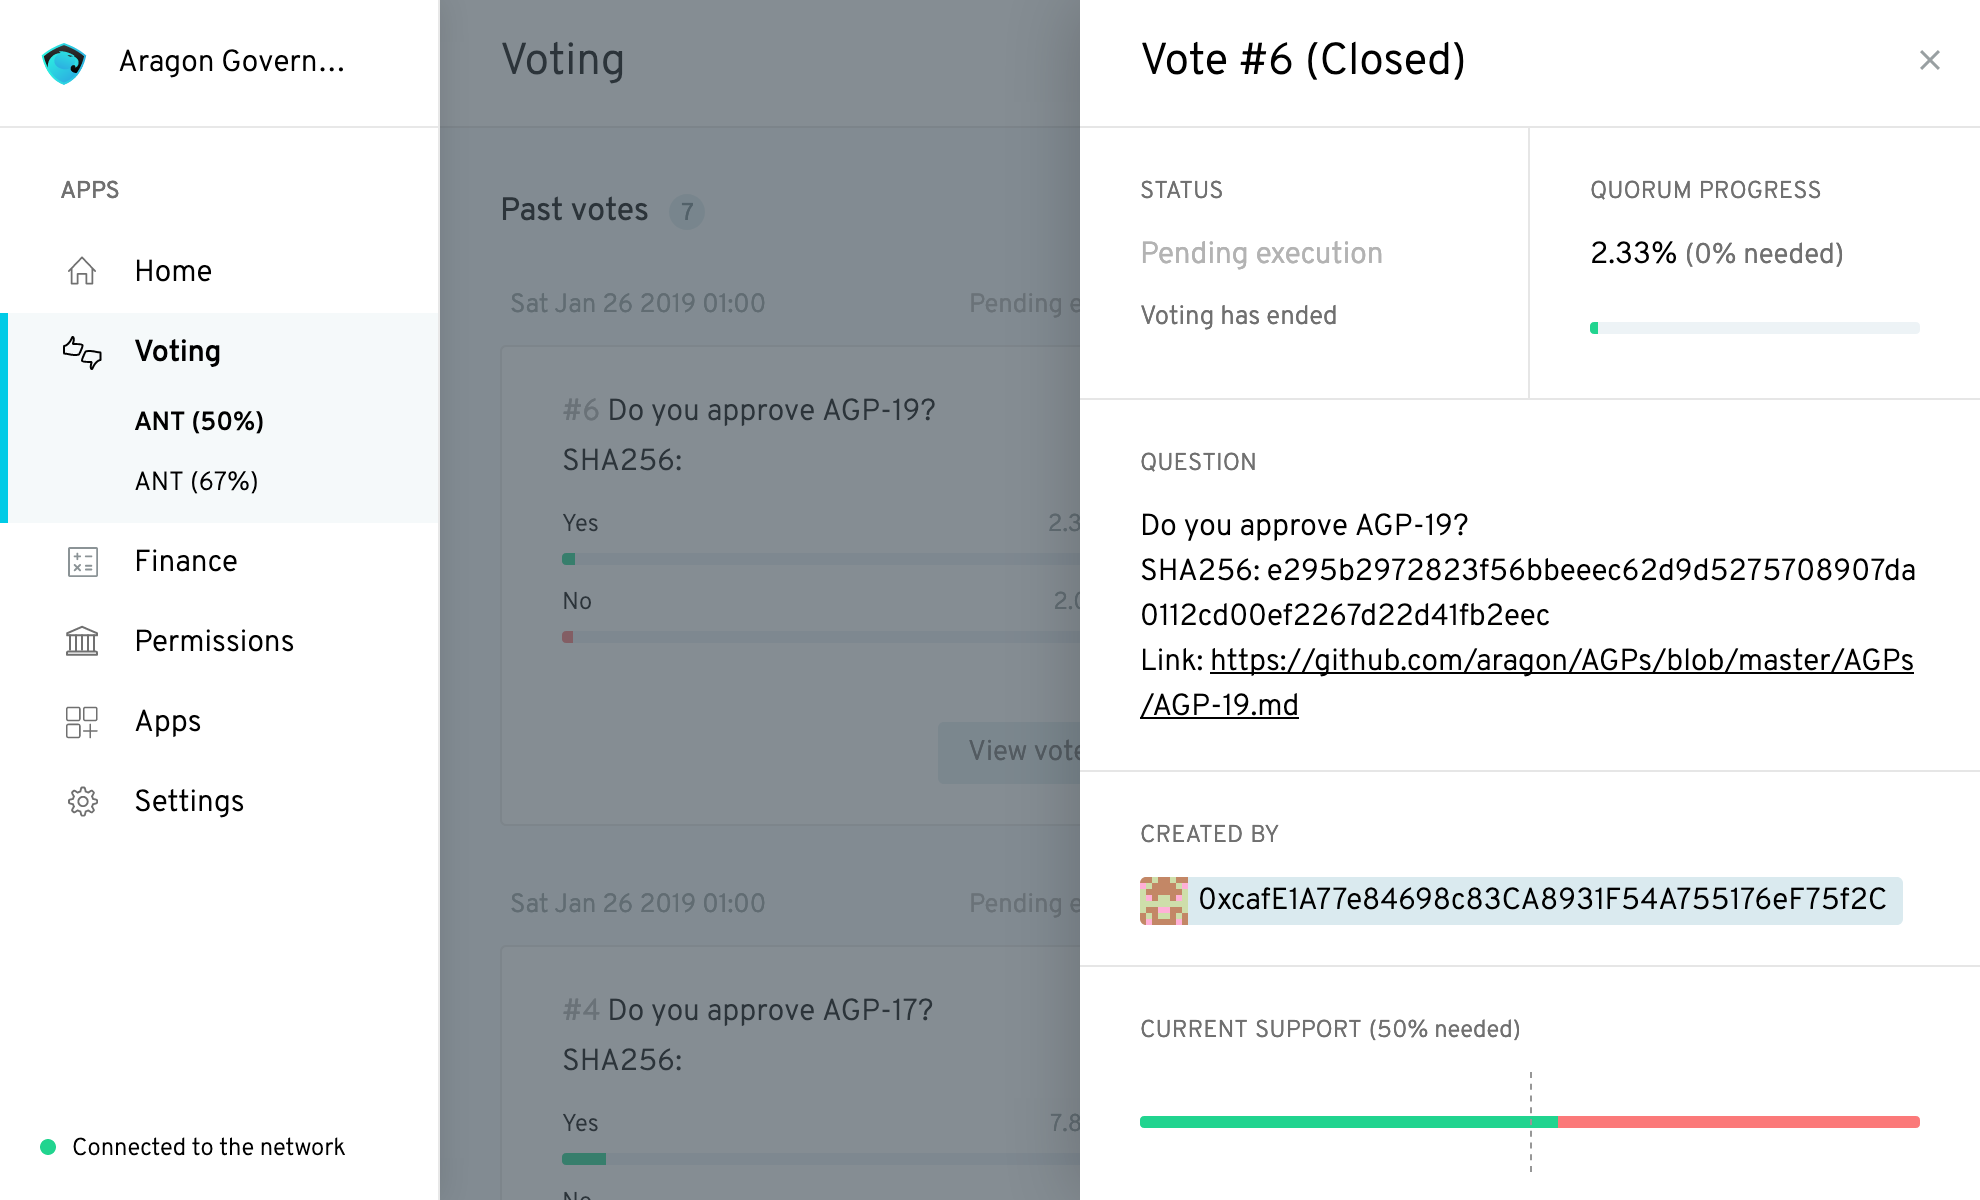 Aragon Govern...
APPS
Home
Voting
ANT (50%)
ANT (67%)
Finance
Permissions
Apps
Settings
Connected to the network
Voting
Past votes 7
Sat Jan 26 2019 01:00 Pending e
#6 Do you approve AGP-19?
SHA256:
Yes 2.3
No 2.0
View vote
Sat Jan 26 2019 01:00 Pending e
#4 Do you approve AGP-17?
SHA256:
Yes 7.8
No
Vote #6 (Closed)
STATUS
Pending execution
Voting has ended
QUORUM PROGRESS
2.33% (0% needed)
QUESTION
Do you approve AGP-19?
SHA256: e295b2972823f56bbeeec62d9d5275708907da
0112cd00ef2267d22d41fb2eec
Link: https://github.com/aragon/AGPs/blob/master/AGPs
/AGP-19.md
CREATED BY
0xcafE1A77e84698c83CA8931F54A755176eF75f2C
CURRENT SUPPORT (50% needed)